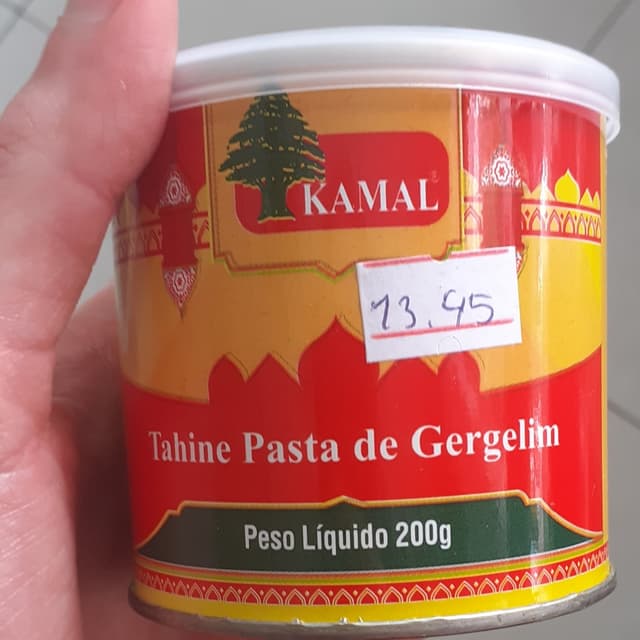 KAMAL®
13.45
Tahine Pasta de Gergelim
Peso Líquido 200g